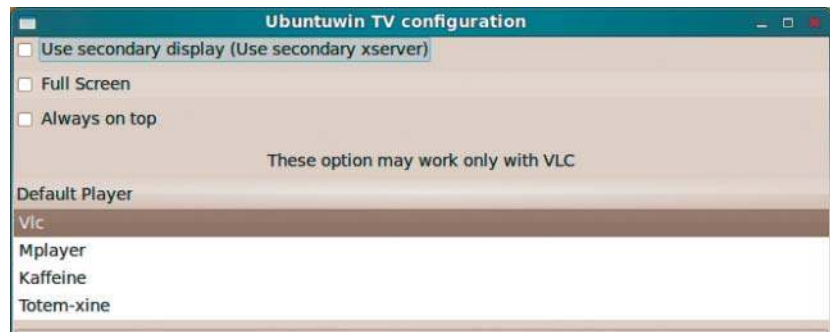 Ubuntuwin TV configuration
Use secondary display (Use secondary xserver)
Full Screen
Always on top
These option may work only with VLC
Default Player
Vlc
Mplayer
Kaffeine
Totem-xine